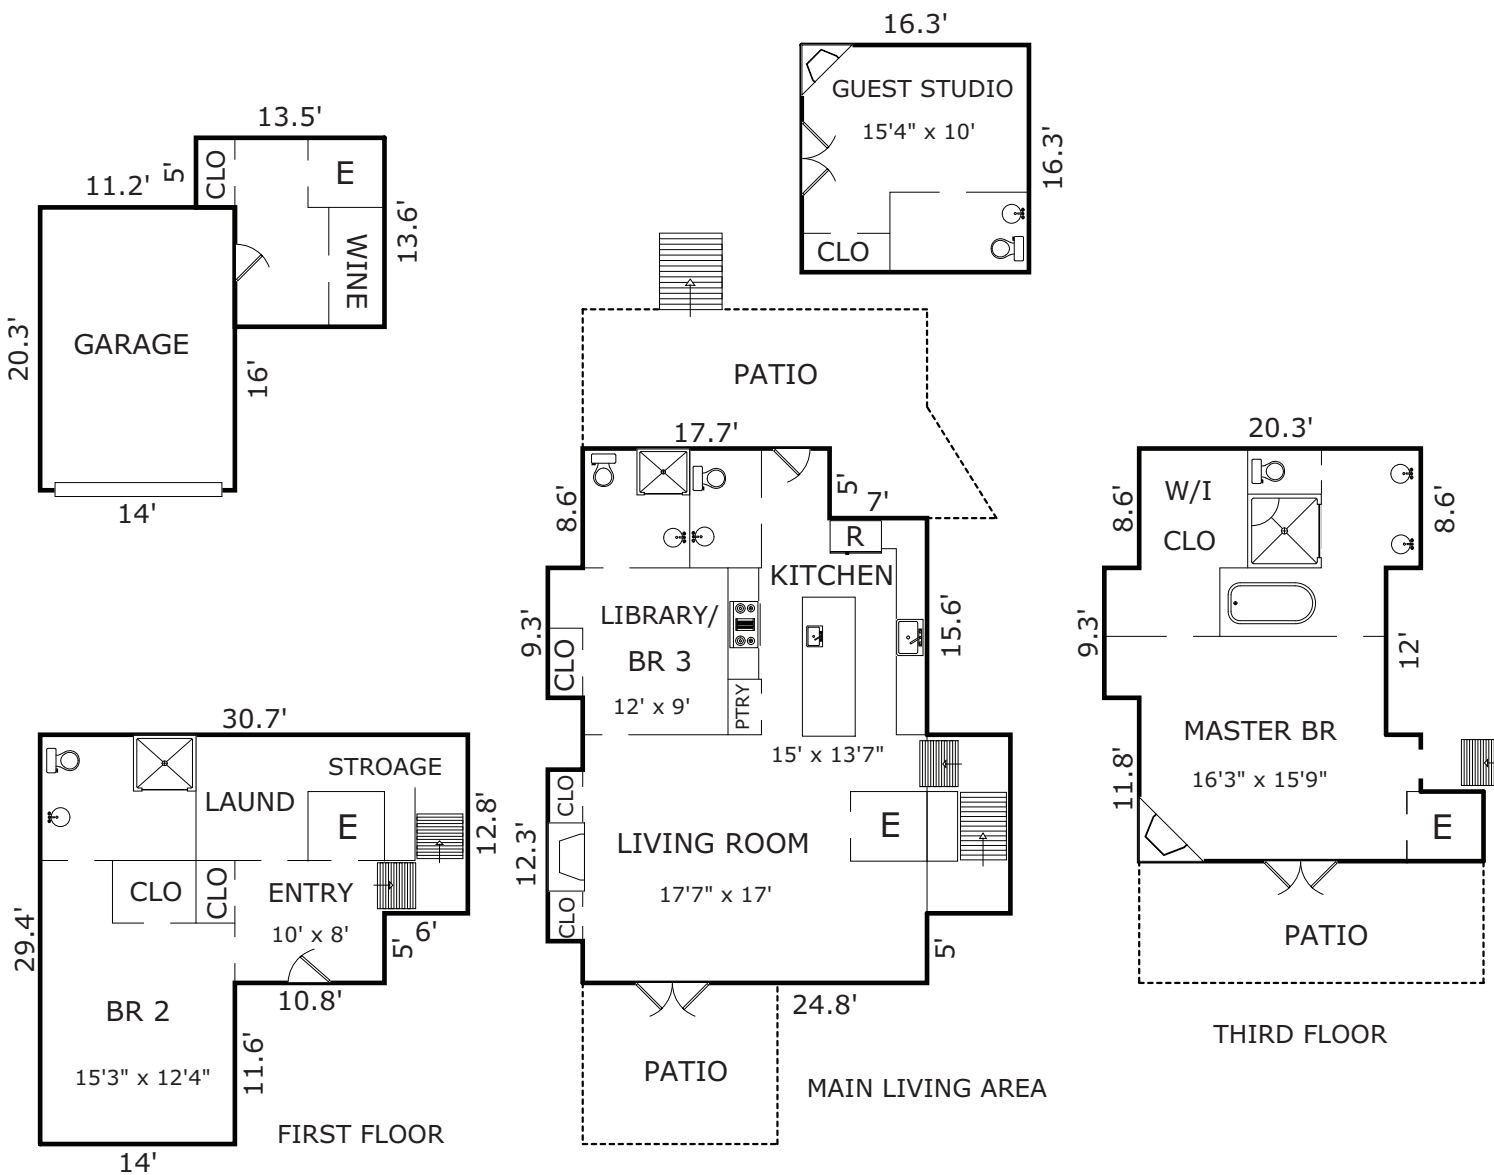 13.5'
5'
CLO
E
11.2'
13.6'
WINE
GARAGE
20.3'
16'
14'
16.3'
GUEST STUDIO
15'4" x 10'
16.3'
CLO
PATIO
17.7'
5'
7'
8.6'
R
KITCHEN
LIBRARY/
BR 3
12' x 9'
9.3'
CLO
PTRY
15.6'
15' x 13'7"
CLO
12.3'
LIVING ROOM
17'7" x 17'
E
CLO
5'
24.8'
PATIO
MAIN LIVING AREA
30.7'
STROAGE
LAUND
E
12.8'
CLO
CLO
ENTRY
10' x 8'
5'
6'
29.4'
10.8'
BR 2
15'3" x 12'4"
11.6'
14'
FIRST FLOOR
20.3'
8.6'
W/I
CLO
8.6'
9.3'
12'
MASTER BR
16'3" x 15'9"
11.8'
E
PATIO
THIRD FLOOR